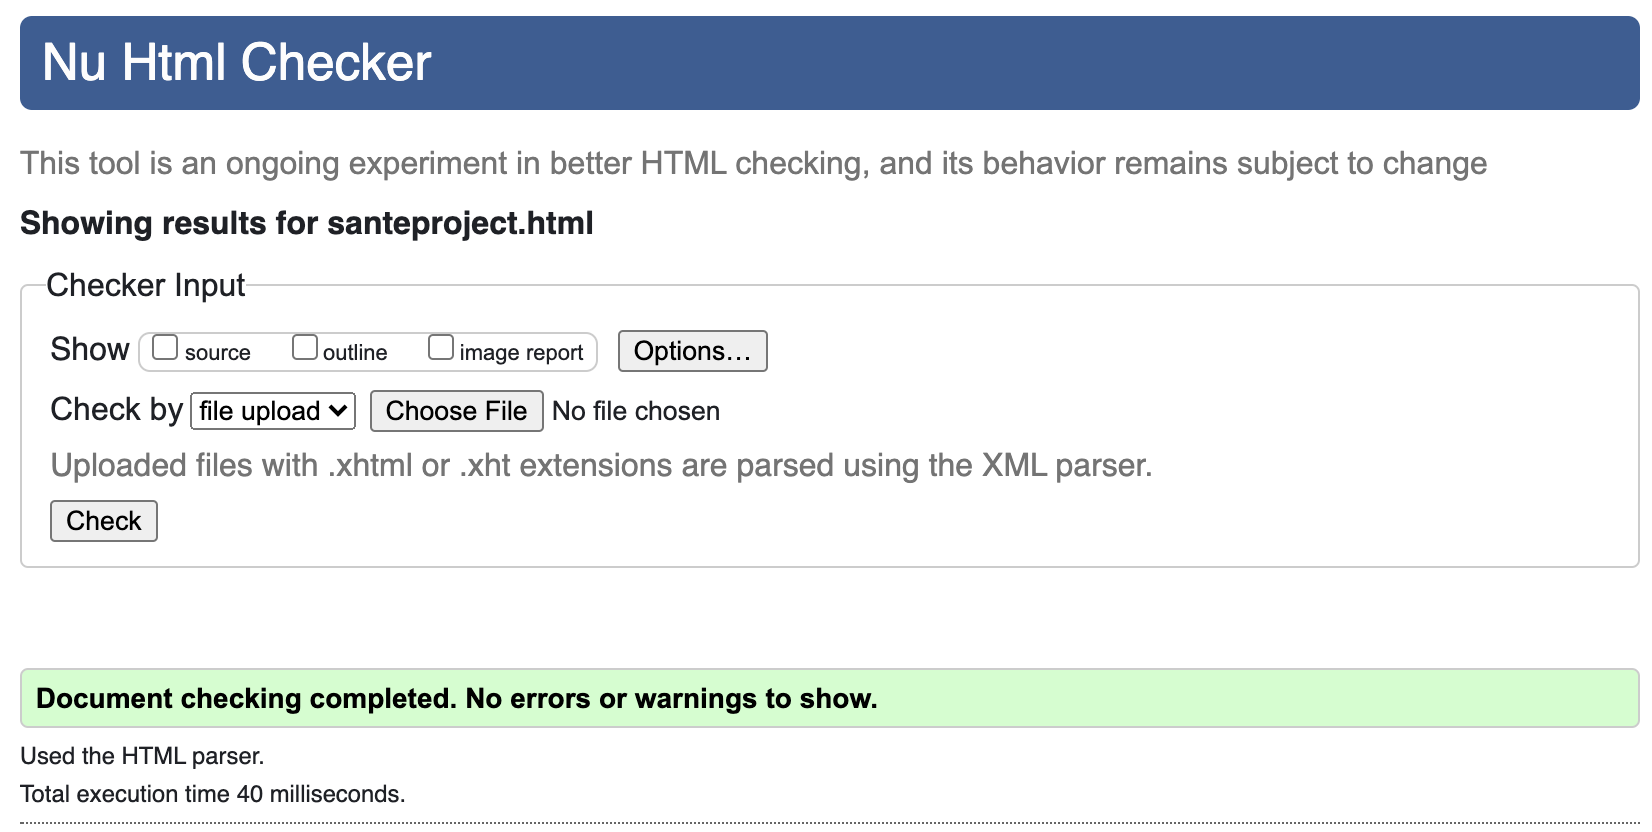 Nu Html Checker
This tool is an ongoing experiment in better HTML checking, and its behavior remains subject to change
Showing results for santeproject.html
Checker Input
Show source outline image report Options…
Check by file upload Choose File No file chosen
Uploaded files with .xhtml or .xht extensions are parsed using the XML parser.
Check
Document checking completed. No errors or warnings to show.
Used the HTML parser.
Total execution time 40 milliseconds.